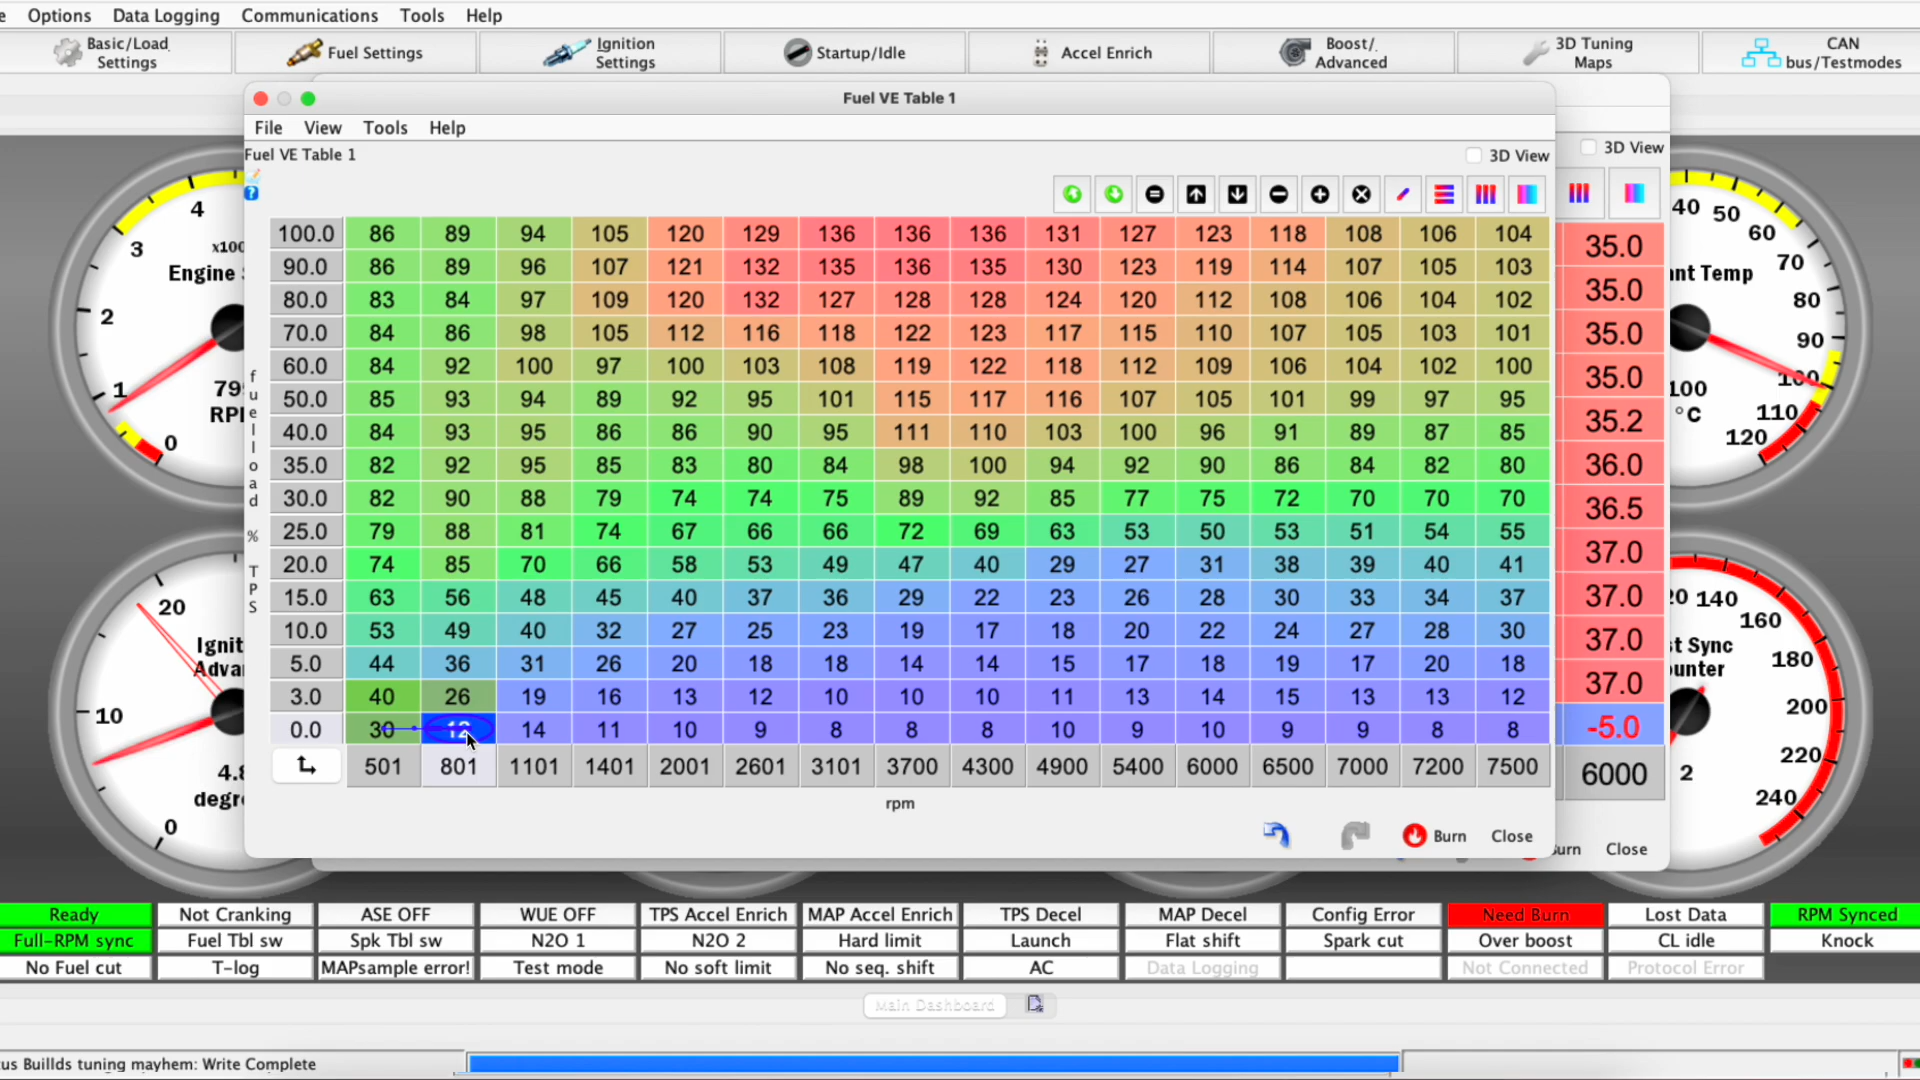 e Options Data Logging Communications Tools Help
Basic/Load Settings
Fuel Settings
Ignition Settings
Startup/Idle
Accel Enrich
Boost/ Advanced
3D Tuning Maps
CAN bus/Testmodes
Fuel VE Table 1
File View Tools Help
Fuel VE Table 1
3D View
3D View
fuelload % TPS
100.0 86 89 94 105 120 129 136 136 136 131 127 123 118 108 106 104
90.0 86 89 96 107 121 132 135 136 135 130 123 119 114 107 105 103
80.0 83 84 97 109 120 132 127 128 128 124 120 112 108 106 104 102
70.0 84 86 98 105 112 116 118 122 123 117 115 110 107 105 103 101
60.0 84 92 100 97 100 103 108 119 122 118 112 109 106 104 102 100
50.0 85 93 94 89 92 95 101 115 117 116 107 105 101 99 97 95
40.0 84 93 95 86 86 90 95 111 110 103 100 96 91 89 87 85
35.0 82 92 95 85 83 80 84 98 100 94 92 90 86 84 82 80
30.0 82 90 88 79 74 74 75 89 92 85 77 75 72 70 70 70
25.0 79 88 81 74 67 66 66 72 69 63 53 50 53 51 54 55
20.0 74 85 70 66 58 53 49 47 40 29 27 31 38 39 40 41
15.0 63 56 48 45 40 37 36 29 22 23 26 28 30 33 34 37
10.0 53 49 40 32 27 25 23 19 17 18 20 22 24 27 28 30
5.0 44 36 31 26 20 18 18 14 14 15 17 18 19 17 20 18
3.0 40 26 19 16 13 12 10 10 10 11 13 14 15 13 13 12
0.0 30 14 11 10 9 8 8 8 10 9 10 9 9 8 8
501 801 1101 1401 2001 2601 3101 3700 4300 4900 5400 6000 6500 7000 7200 7500
rpm
Burn Close
35.0
35.0
35.0
35.0
35.2
36.0
36.5
37.0
37.0
37.0
37.0
-5.0
6000
urn Close
4
3
2
1
0
x100
Engine S
799
RPM
20
10
0
Ignit
Adva
4.8
degr
40
50
60
70
80
90
100
110
120
nt Temp
100
°C
20
140
160
180
200
220
240
t Sync
unter
2
Ready Not Cranking ASE OFF WUE OFF TPS Accel Enrich MAP Accel Enrich TPS Decel MAP Decel Config Error Need Burn Lost Data RPM Synced
Full-RPM sync Fuel Tbl sw Spk Tbl sw N2O 1 N2O 2 Hard limit Launch Flat shift Spark cut Over boost CL idle Knock
No Fuel cut T-log MAPsample error! Test mode No soft limit No seq. shift AC Data Logging Not Connected Protocol Error
Main Dashboard
us Buillds tuning mayhem: Write Complete